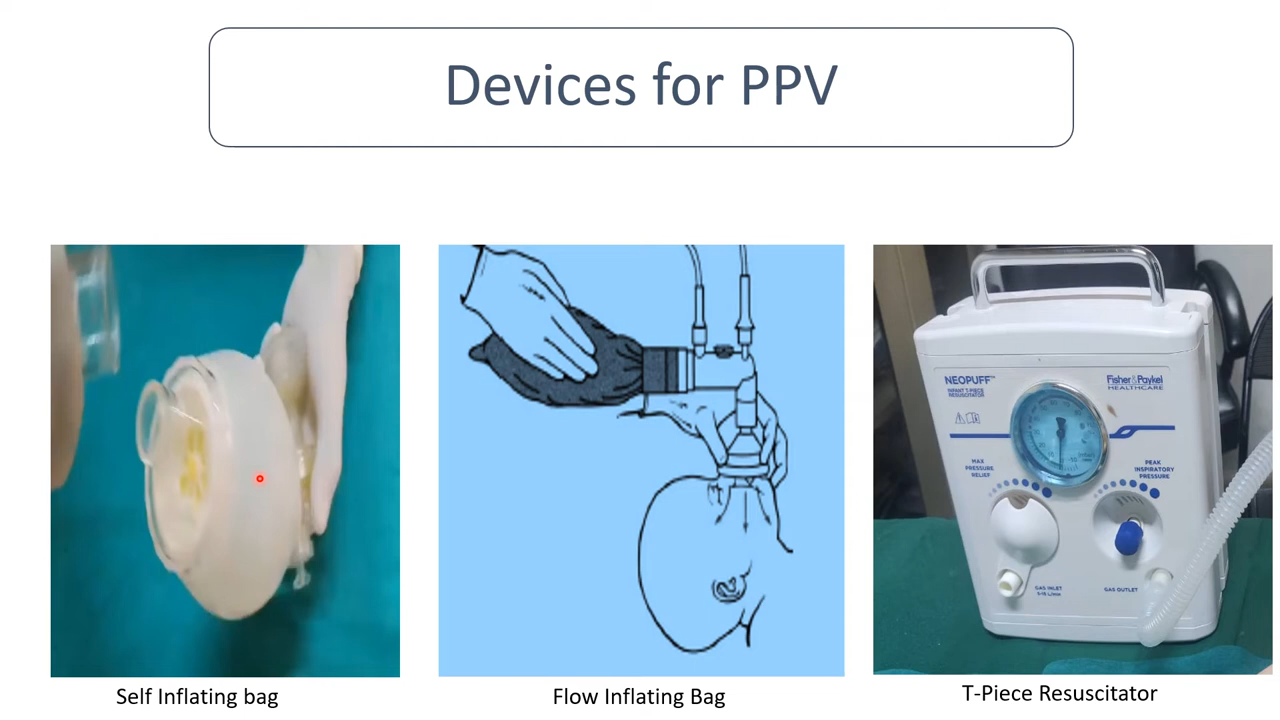 Devices for PPV
NEOPUFF™
INFANT T-PIECE
RESUSCITATOR
Fisher & Paykel
HEALTHCARE
MAX
PRESSURE
RELIEF
PEAK
INSPIRATORY
PRESSURE
GAS INLET
GAS OUTLET
Self Inflating bag
Flow Inflating Bag
T-Piece Resuscitator